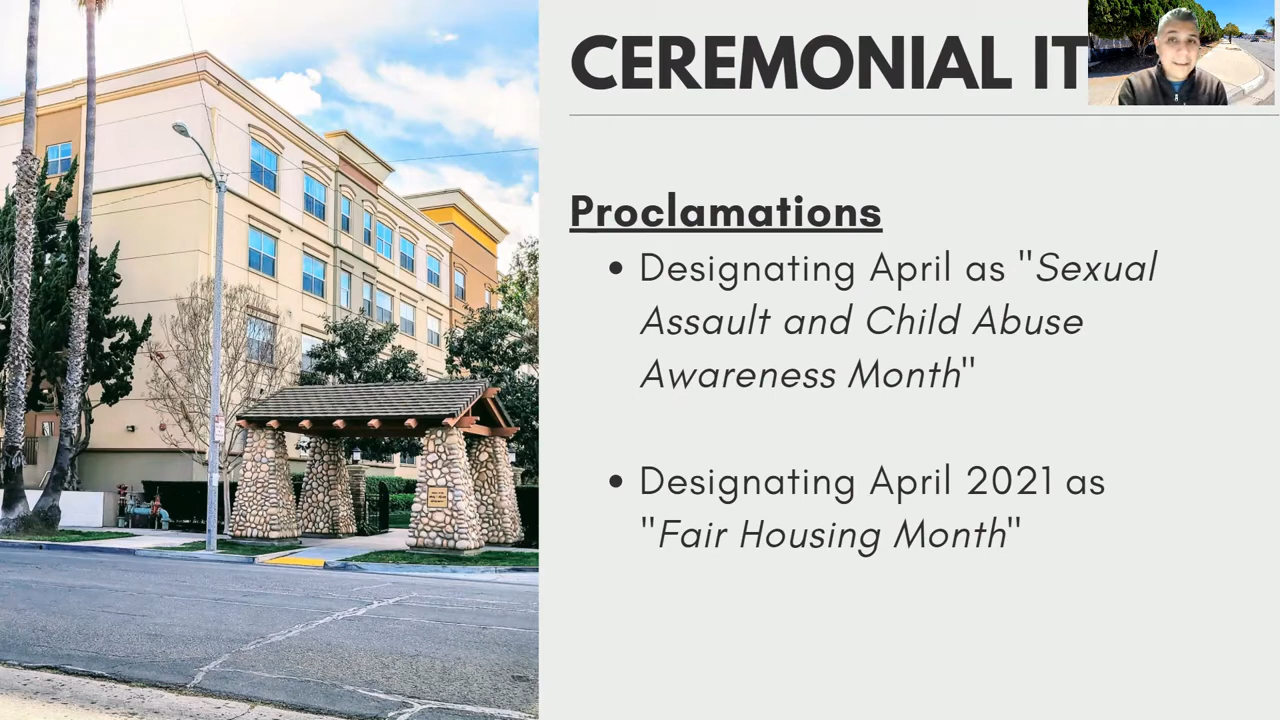 CEREMONIAL IT
Proclamations
• Designating April as "Sexual
Assault and Child Abuse
Awareness Month"
• Designating April 2021 as
"Fair Housing Month"